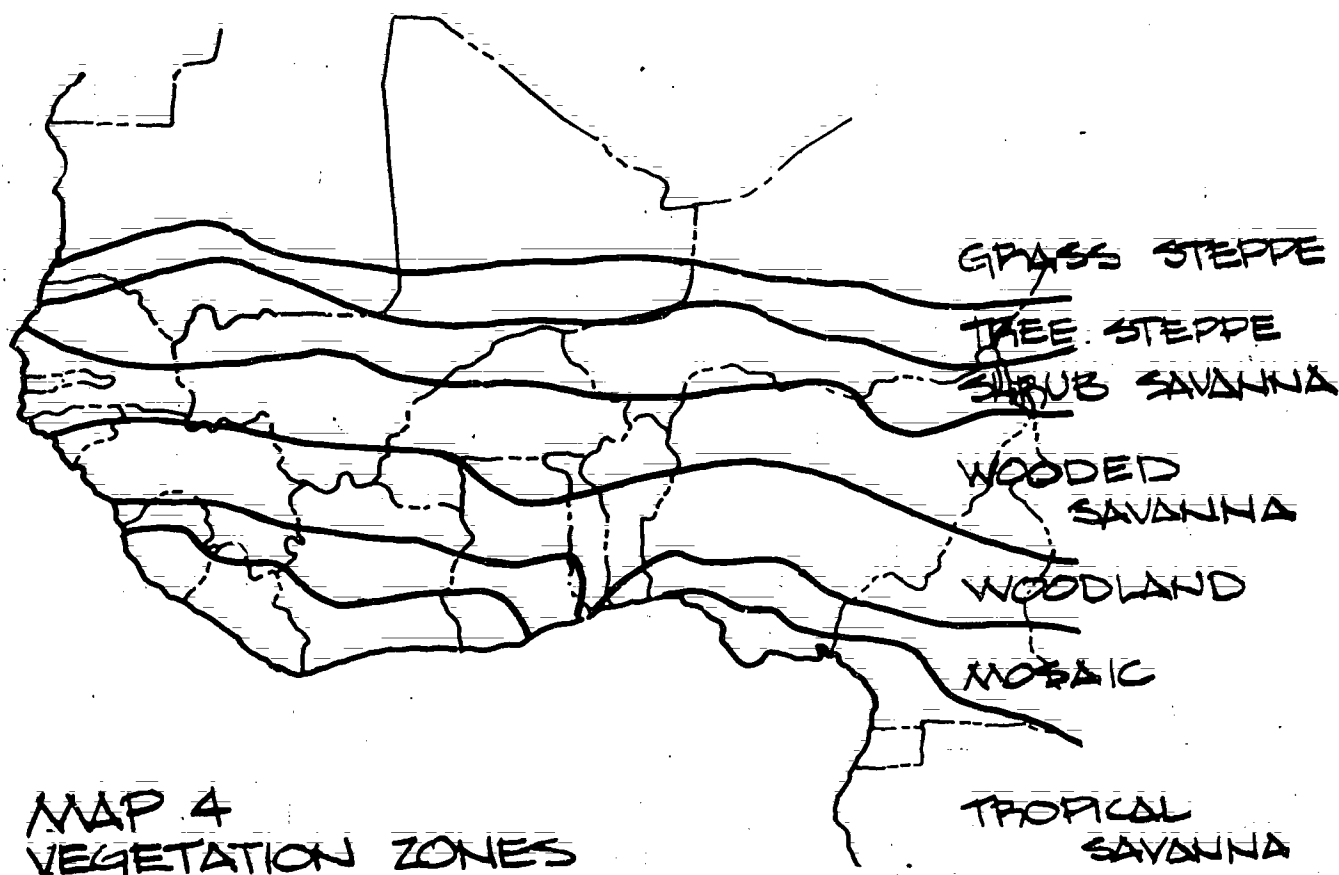 GRASS STEPPE
TREE STEPPE
SHRUB SAVANNA
WOODED
SAVANNA
WOODLAND
MOSAIC
TROPICAL
SAVANNA
MAP 4
VEGETATION ZONES